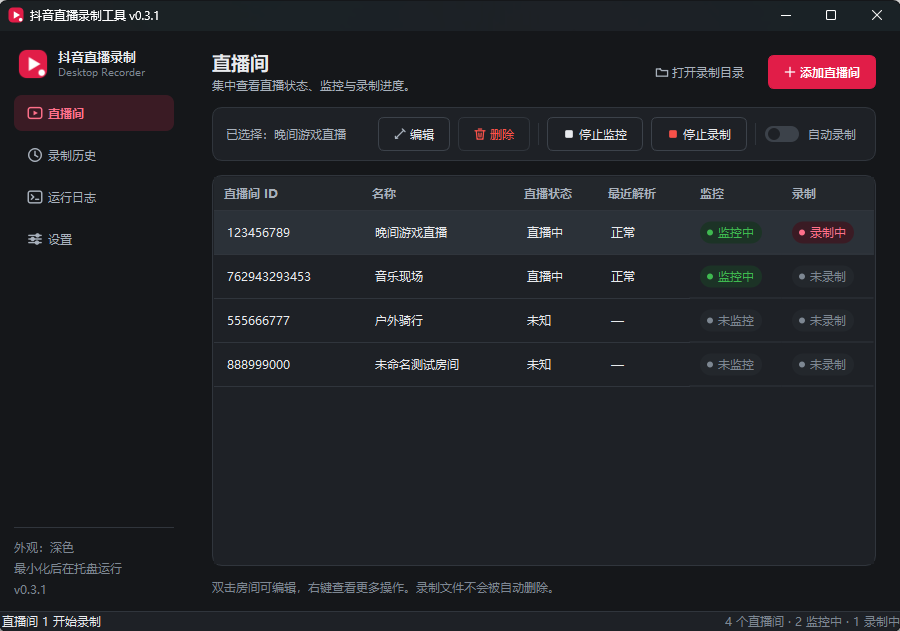 抖音直播录制工具 v0.3.1
抖音直播录制
Desktop Recorder
直播间
录制历史
运行日志
设置
外观：深色
最小化后在托盘运行
v0.3.1
直播间
集中查看直播状态、监控与录制进度。
打开录制目录
添加直播间
已选择：晚间游戏直播 编辑 删除 停止监控 停止录制 自动录制
直播间 ID 名称 直播状态 最近解析 监控 录制
123456789 晚间游戏直播 直播中 正常 监控中 录制中
762943293453 音乐现场 直播中 正常 监控中 未录制
555666777 户外骑行 未知 — 未监控 未录制
888999000 未命名测试房间 未知 — 未监控 未录制
双击房间可编辑，右键查看更多操作。录制文件不会被自动删除。
直播间 1 开始录制
4 个直播间 · 2 监控中 · 1 录制中